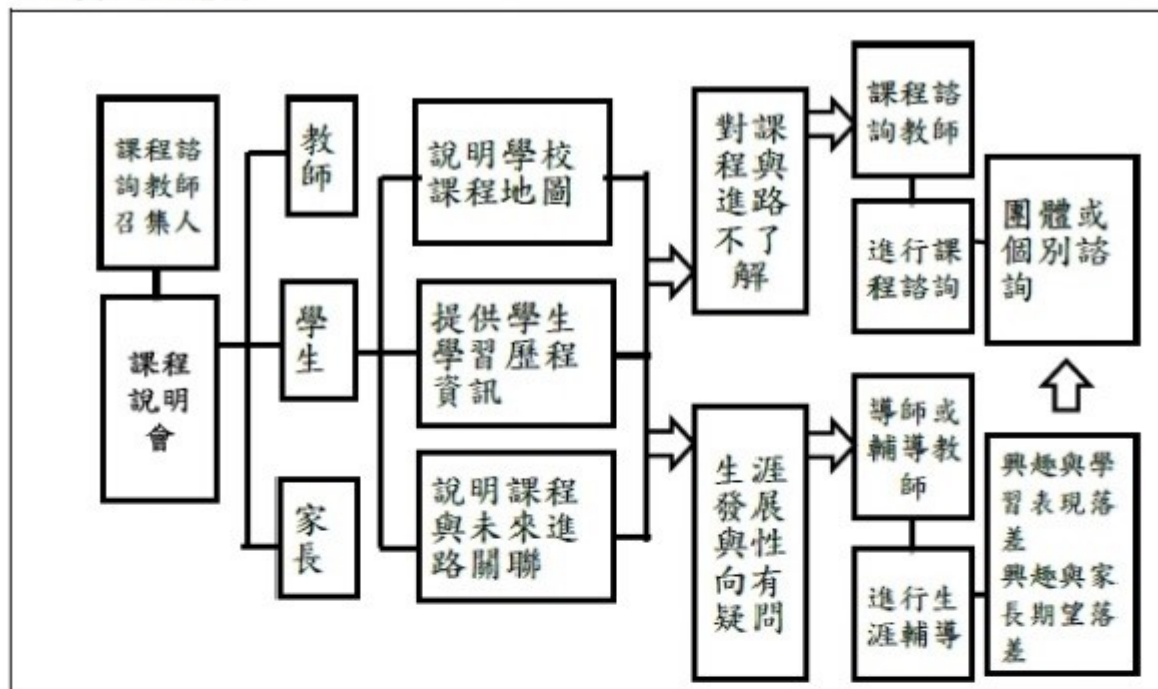 課程諮
詢教師
召集人
課程
說明
會
教
師
學
生
家
長
說明學校
課程地圖
提供學生
學習歷程
資訊
說明課程
與未來進
路關聯
對課
程與
進路
不了
解
生涯
發展
與性
向有
疑問
課程諮
詢教師
進行課
程諮詢
團體或
個別諮
詢
導師或
輔導教
師
進行生
涯輔導
興趣與學
習表現落
差
興趣與家
長期望落
差